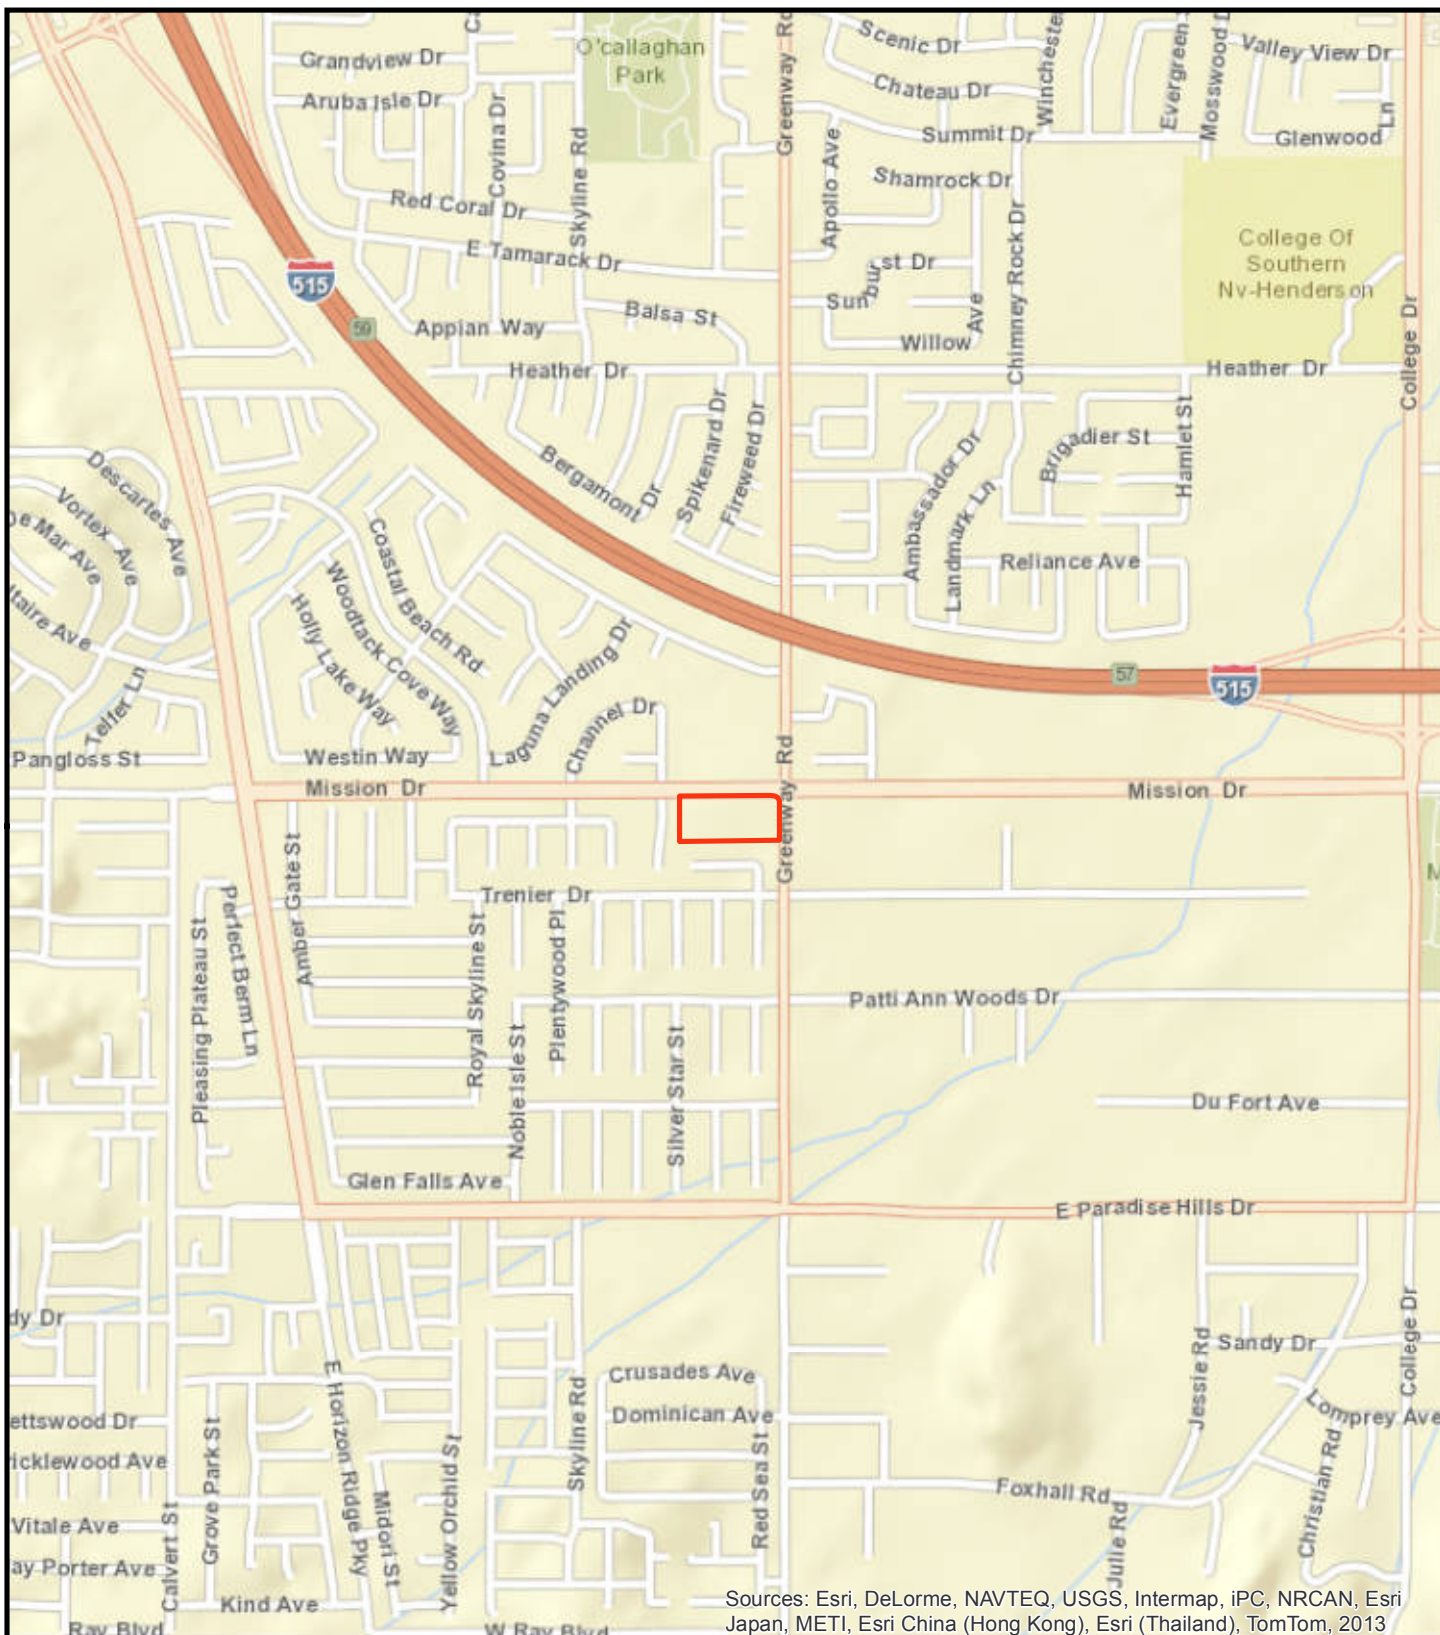 Grandview Dr
O'callaghan
Park
Greenway Rd
Scenic Dr
Winchester
Evergreen
Mosswood D
Valley View Dr
Aruba Isle Dr
Covina Dr
Skyline Rd
Chateau Dr
Summit Dr
Glenwood
Ln
Apollo Ave
Shamrock Dr
Red Coral Dr
E Tamarack Dr
Chimney Rock Dr
College Of
Southern
Nv-Henderson
515
Sunburst Dr
59
Appian Way
Balsa St
Willow
Ave
College Dr
Heather Dr
Heather Dr
Spikenard Dr
Fireweed Dr
Brigadier St
Hamlet St
Bergamont Dr
Ambassador Dr
Landmark Ln
Descartes Ave
Vortex Ave
De Mar Ave
ltaire Ave
Coastal Beach Rd
Woodtack Cove Way
Holly Lake Way
Reliance Ave
Laguna Landing Dr
Channel Dr
57
515
Telfer Ln
Pangloss St
Westin Way
Greenway Rd
Mission Dr
Mission Dr
Amber Gate St
Trenier Dr
Perfect Berm Ln
Pleasing Plateau St
Royal Skyline St
Plentywood Pl
Noble Isle St
Silver Star St
Patti Ann Woods Dr
M
Du Fort Ave
Glen Falls Ave
E Paradise Hills Dr
dy Dr
Jessie Rd
Sandy Dr
College Dr
Crusades Ave
Dominican Ave
Lomprey Ave
ettswood Dr
icklewood Ave
Grove Park St
E Horizon Ridge Pky
Midori St
Yellow Orchid St
Skyline Rd
Red Sea St
Foxhall Rd
Julie Rd
Christian Rd
Vitale Ave
ay Porter Ave
Calvert St
Kind Ave
Ray Blvd
W Ray Blvd
Sources: Esri, DeLorme, NAVTEQ, USGS, Intermap, iPC, NRCAN, Esri
Japan, METI, Esri China (Hong Kong), Esri (Thailand), TomTom, 2013